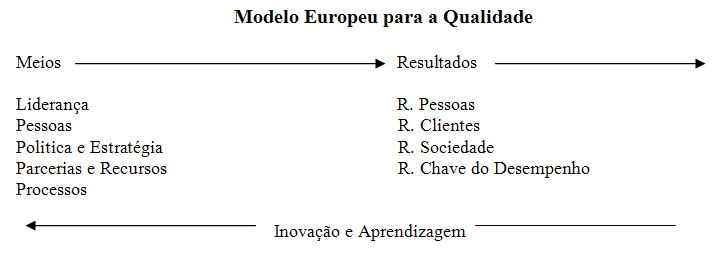 Modelo Europeu para a Qualidade
Meios Resultados
Liderança R. Pessoas
Pessoas R. Clientes
Politica e Estratégia R. Sociedade
Parcerias e Recursos R. Chave do Desempenho
Processos
Inovação e Aprendizagem